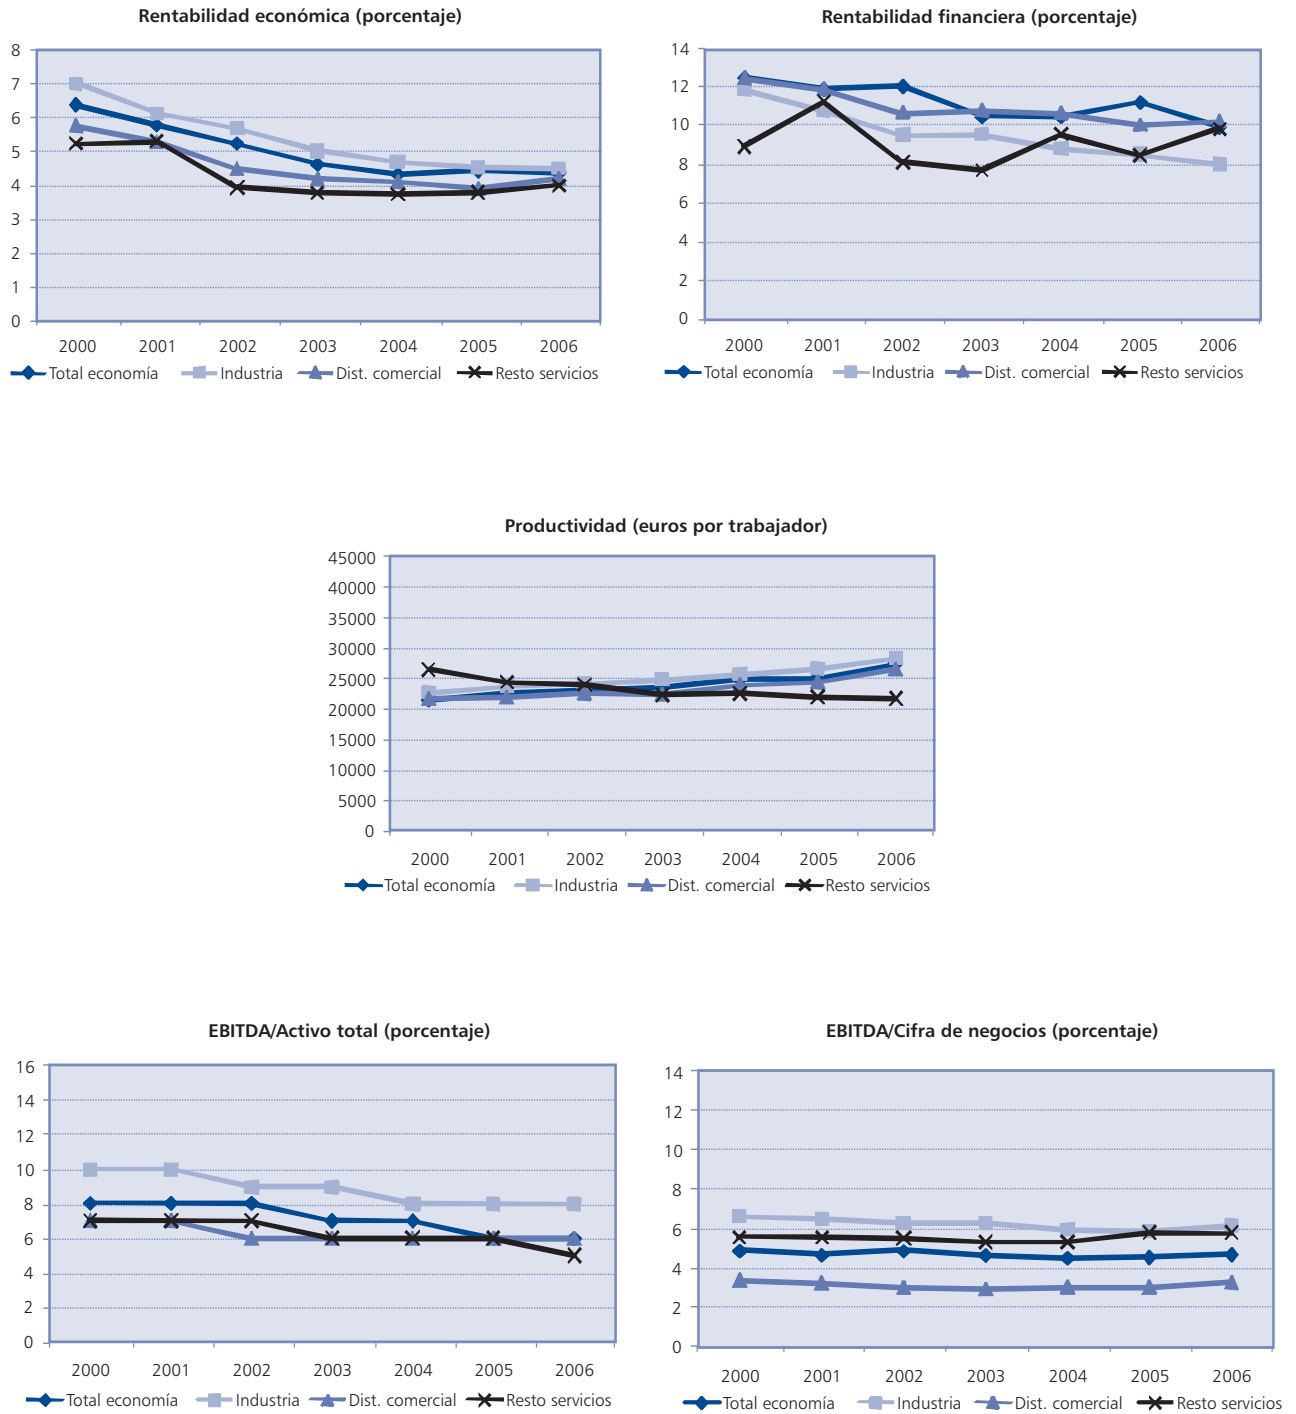 Rentabilidad económica (porcentaje)
8
7
6
5
4
3
2
1
0
2000 2001 2002 2003 2004 2005 2006
Total economía Industria Dist. comercial Resto servicios
Rentabilidad financiera (porcentaje)
14
12
10
8
6
4
2
0
2000 2001 2002 2003 2004 2005 2006
Total economía Industria Dist. comercial Resto servicios
Productividad (euros por trabajador)
45000
40000
35000
30000
25000
20000
15000
10000
5000
0
2000 2001 2002 2003 2004 2005 2006
Total economía Industria Dist. comercial Resto servicios
EBITDA/Activo total (porcentaje)
16
14
12
10
8
6
4
2
0
2000 2001 2002 2003 2004 2005 2006
Total economía Industria Dist. comercial Resto servicios
EBITDA/Cifra de negocios (porcentaje)
14
12
10
8
6
4
2
0
2000 2001 2002 2003 2004 2005 2006
Total economía Industria Dist. comercial Resto servicios